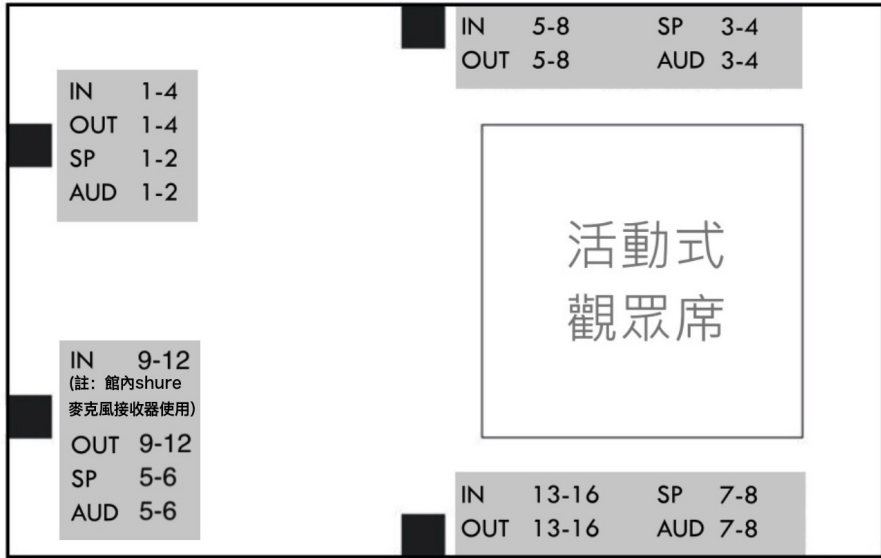 IN 5-8 SP 3-4
OUT 5-8 AUD 3-4
IN 1-4
OUT 1-4
SP 1-2
AUD 1-2
活動式
觀眾席
IN 9-12
(註: 館內shure
麥克風接收器使用)
OUT 9-12
SP 5-6
AUD 5-6
IN 13-16 SP 7-8
OUT 13-16 AUD 7-8